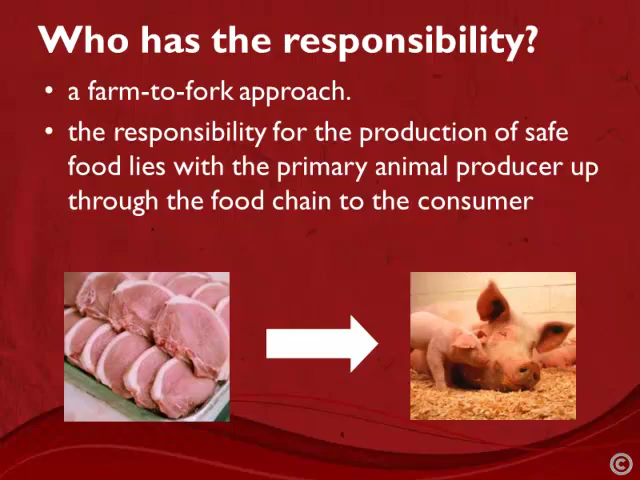 Who has the responsibility?
• a farm-to-fork approach.
• the responsibility for the production of safe
food lies with the primary animal producer up
through the food chain to the consumer
©